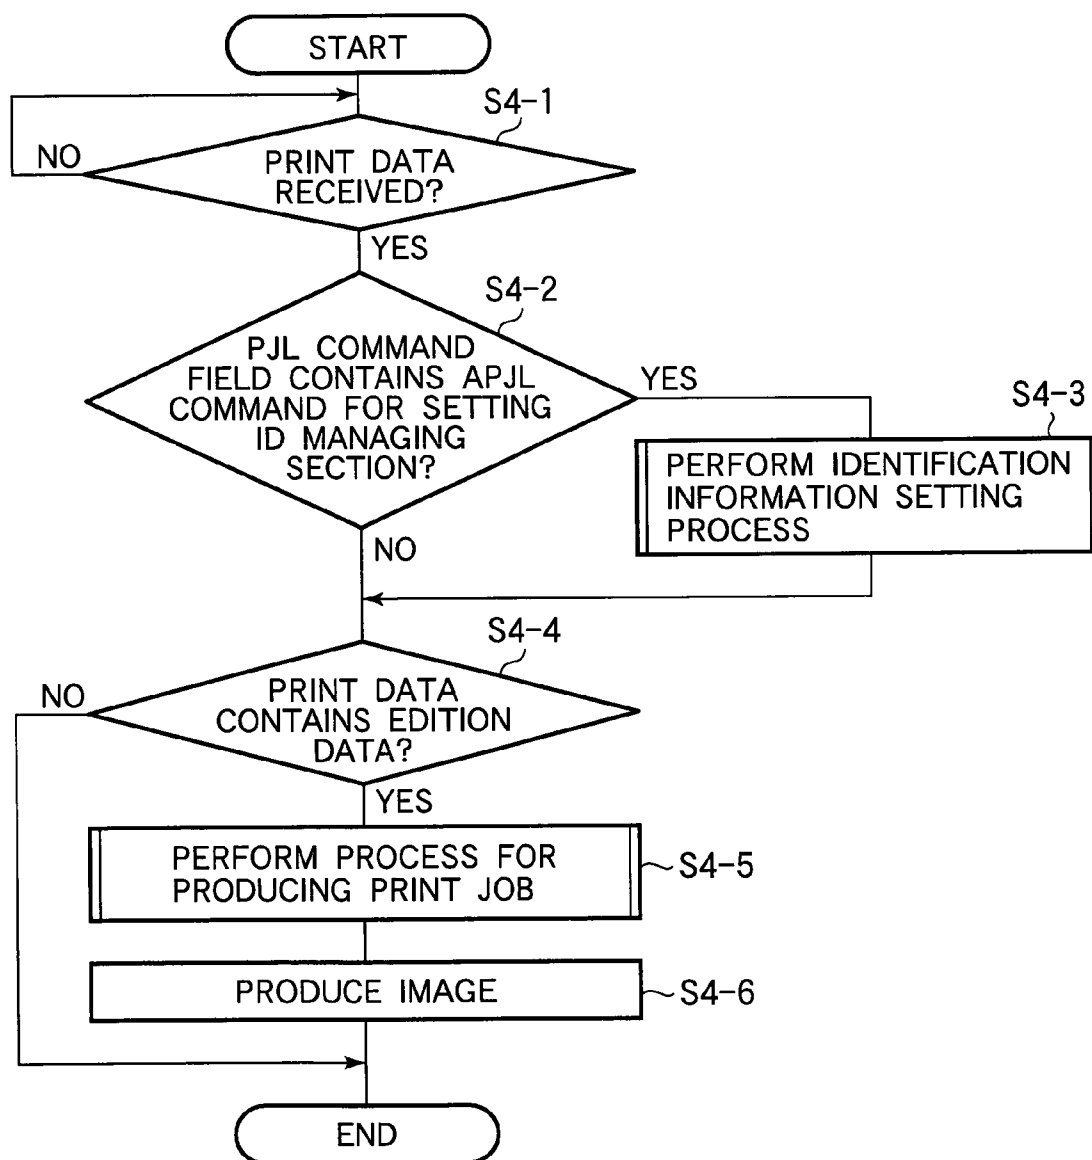 START
S4-1
NO
PRINT DATA
RECEIVED?
YES
S4-2
PJL COMMAND
FIELD CONTAINS APJL
COMMAND FOR SETTING
ID MANAGING
SECTION?
YES
S4-3
PERFORM IDENTIFICATION
INFORMATION SETTING
PROCESS
NO
S4-4
NO
PRINT DATA
CONTAINS EDITION
DATA?
YES
PERFORM PROCESS FOR
PRODUCING PRINT JOB
S4-5
PRODUCE IMAGE
S4-6
END